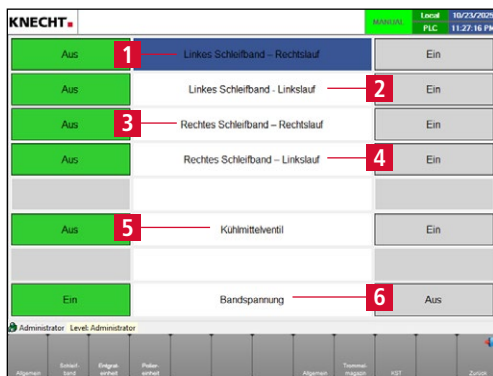 KNECHT
MANUAL
Local 10/23/2025
PLC 11:27:16 PM
Aus 1 Linkes Schleifband – Rechtslauf Ein
Aus Linkes Schleifband - Linkslauf 2 Ein
Aus 3 Rechtes Schleifband – Rechtslauf Ein
Aus Rechtes Schleifband – Linkslauf 4 Ein
Aus 5 Kühlmittelventil Ein
Ein Bandspannung 6 Aus
Administrator Level: Administrator
Allgemein Schleif-band Entgrat-einheit Polier-einheit Allgemein Trommel-magazin KST Zurück